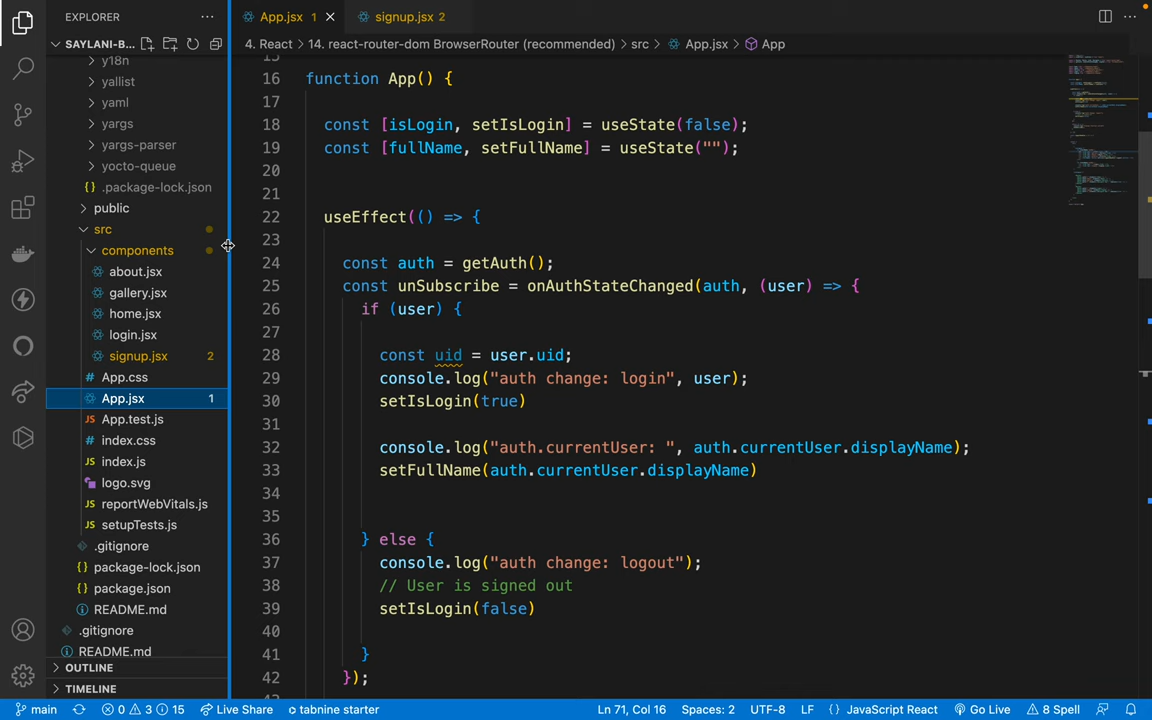 EXPLORER
SAYLANI-B...
y18n
yallist
yaml
yargs
yargs-parser
yocto-queue
{} .package-lock.json
public
src
components
about.jsx
gallery.jsx
home.jsx
login.jsx
signup.jsx 2
# App.css
App.jsx 1
JS App.test.js
# index.css
JS index.js
logo.svg
JS reportWebVitals.js
JS setupTests.js
.gitignore
{} package-lock.json
{} package.json
README.md
.gitignore
README.md
OUTLINE
TIMELINE
App.jsx 1
signup.jsx 2
4. React > 14. react-router-dom BrowserRouter (recommended) > src > App.jsx > App
15
16 function App() {
17
18 const [isLogin, setIsLogin] = useState(false);
19 const [fullName, setFullName] = useState("");
20
21
22 useEffect(() => {
23
24 const auth = getAuth();
25 const unSubscribe = onAuthStateChanged(auth, (user) => {
26 if (user) {
27
28 const uid = user.uid;
29 console.log("auth change: login", user);
30 setIsLogin(true)
31
32 console.log("auth.currentUser: ", auth.currentUser.displayName);
33 setFullName(auth.currentUser.displayName)
34
35
36 } else {
37 console.log("auth change: logout");
38 // User is signed out
39 setIsLogin(false)
40
41 }
42 });
main 0 3 15 Live Share tabnine starter Ln 71, Col 16 Spaces: 2 UTF-8 LF {} JavaScript React Go Live 8 Spell